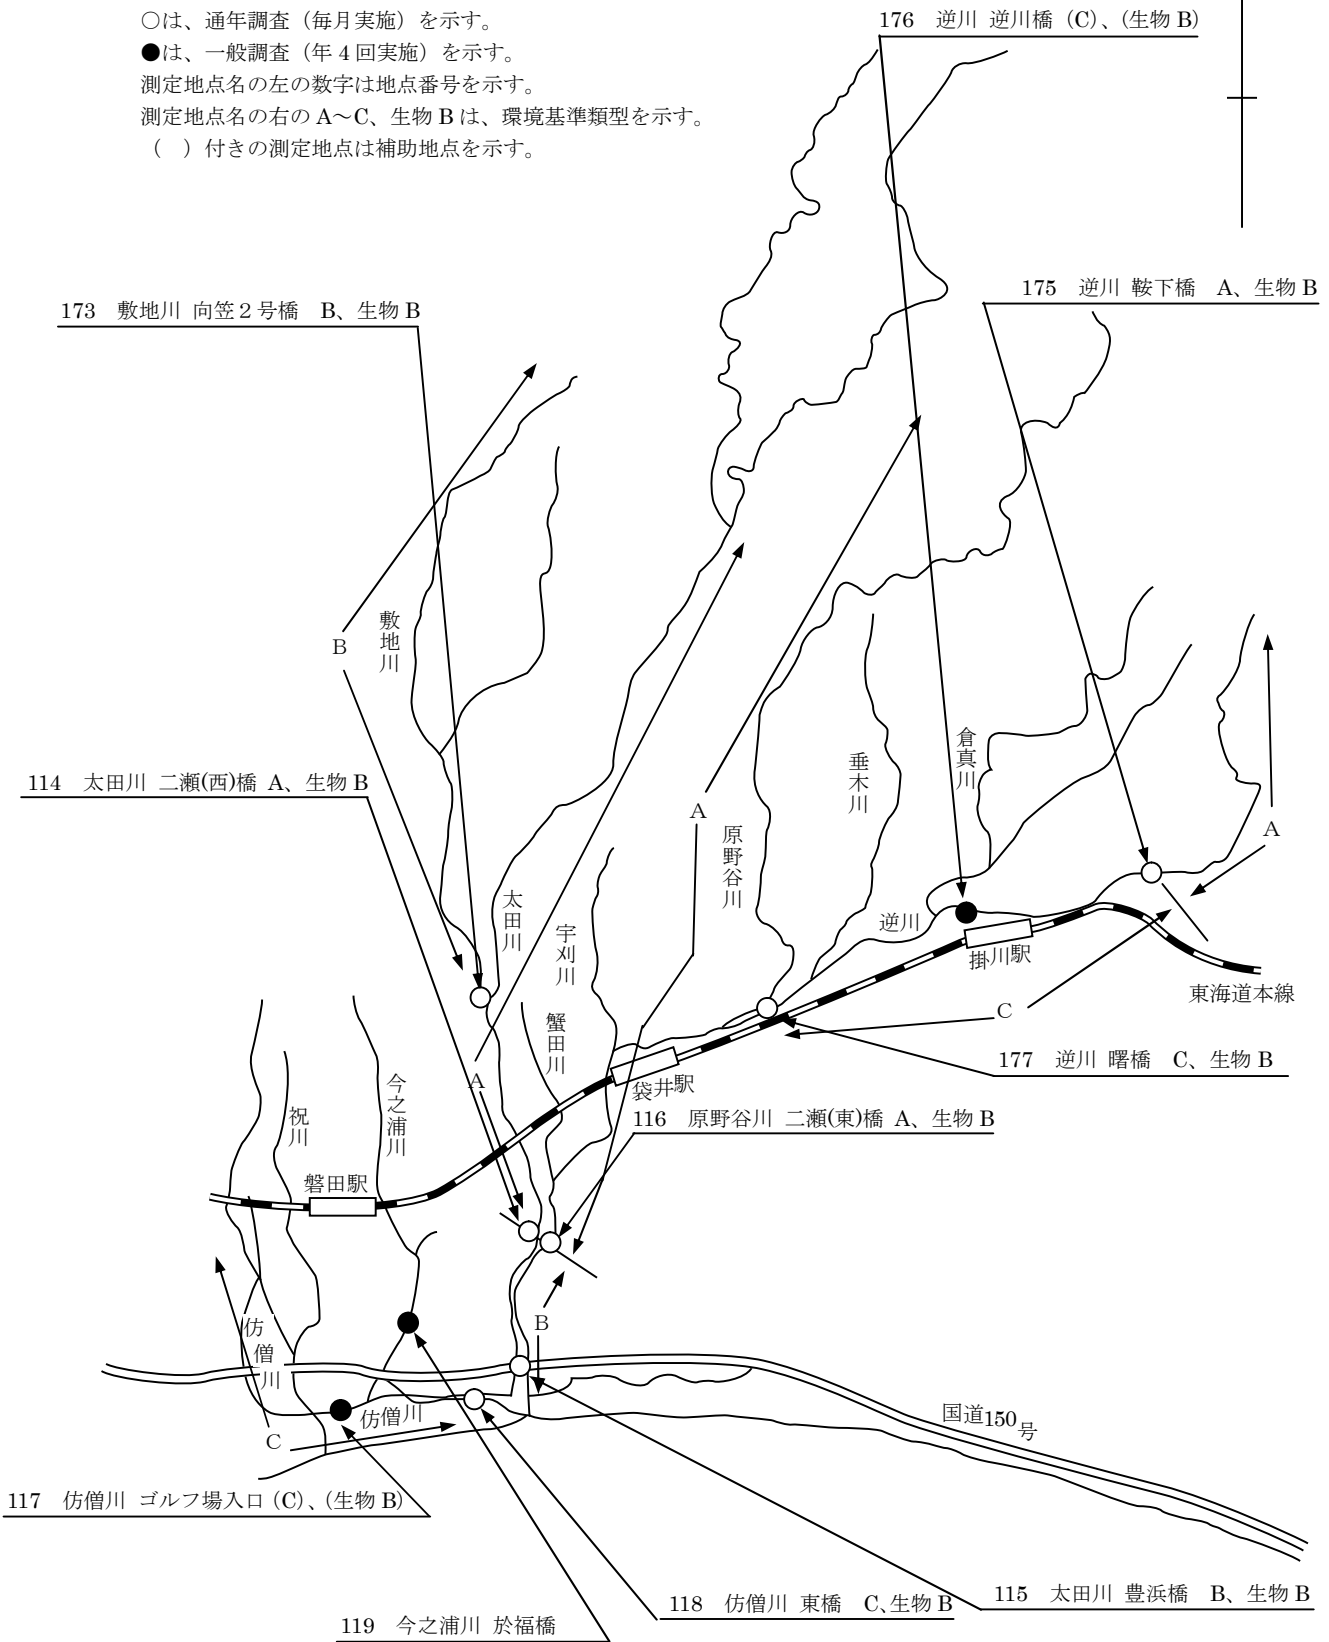 ○は、通年調査（毎月実施）を示す。
●は、一般調査（年 4 回実施）を示す。
測定地点名の左の数字は地点番号を示す。
測定地点名の右の A～C、生物 B は、環境基準類型を示す。
（　）付きの測定地点は補助地点を示す。
176　逆川 逆川橋 (C)、(生物 B)
175　逆川 鞍下橋　A、生物 B
173　敷地川 向笠２号橋　B、生物 B
敷地川
B
倉真川
垂木川
114　太田川 二瀬(西)橋 A、生物 B
A
原野谷川
A
太田川
宇刈川
逆川
掛川駅
東海道本線
蟹田川
C
177　逆川 曙橋　C、生物 B
A
袋井駅
今之浦川
祝川
116　原野谷川 二瀬(東)橋 A、生物 B
磐田駅
B
仿僧川
仿僧川
国道150号
C
117　仿僧川 ゴルフ場入口 (C)、(生物 B)
115　太田川 豊浜橋　B、生物 B
118　仿僧川 東橋　C、生物 B
119　今之浦川 於福橋